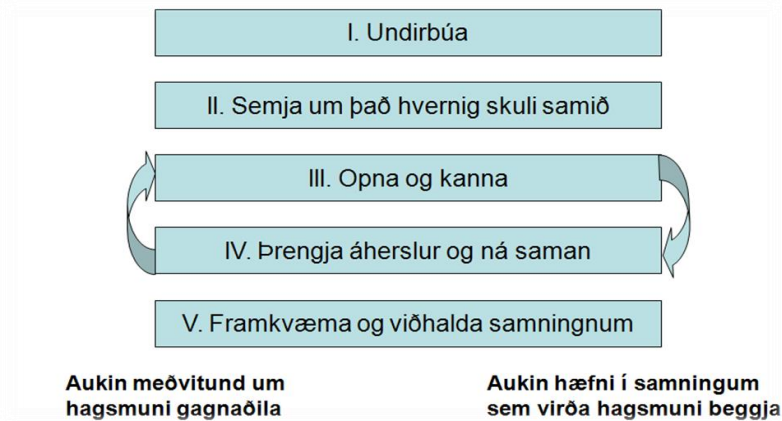 I. Undirbúa
II. Semja um það hvernig skuli samið
III. Opna og kanna
IV. Þrengja áherslur og ná saman
V. Framkvæma og viðhalda samningnum
Aukin meðvitund um
hagsmuni gagnaðila
Aukin hæfni í samningum
sem virða hagsmuni beggja